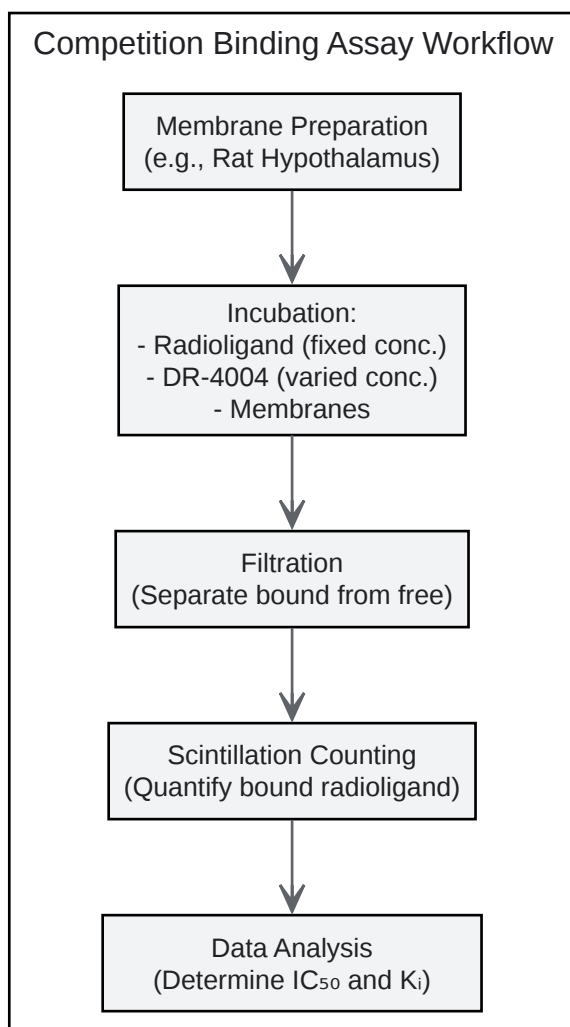 Competition Binding Assay Workflow
Membrane Preparation
(e.g., Rat Hypothalamus)
Incubation:
- Radioligand (fixed conc.)
- DR-4004 (varied conc.)
- Membranes
Filtration
(Separate bound from free)
Scintillation Counting
(Quantify bound radioligand)
Data Analysis
(Determine IC₅₀ and Kᵢ)